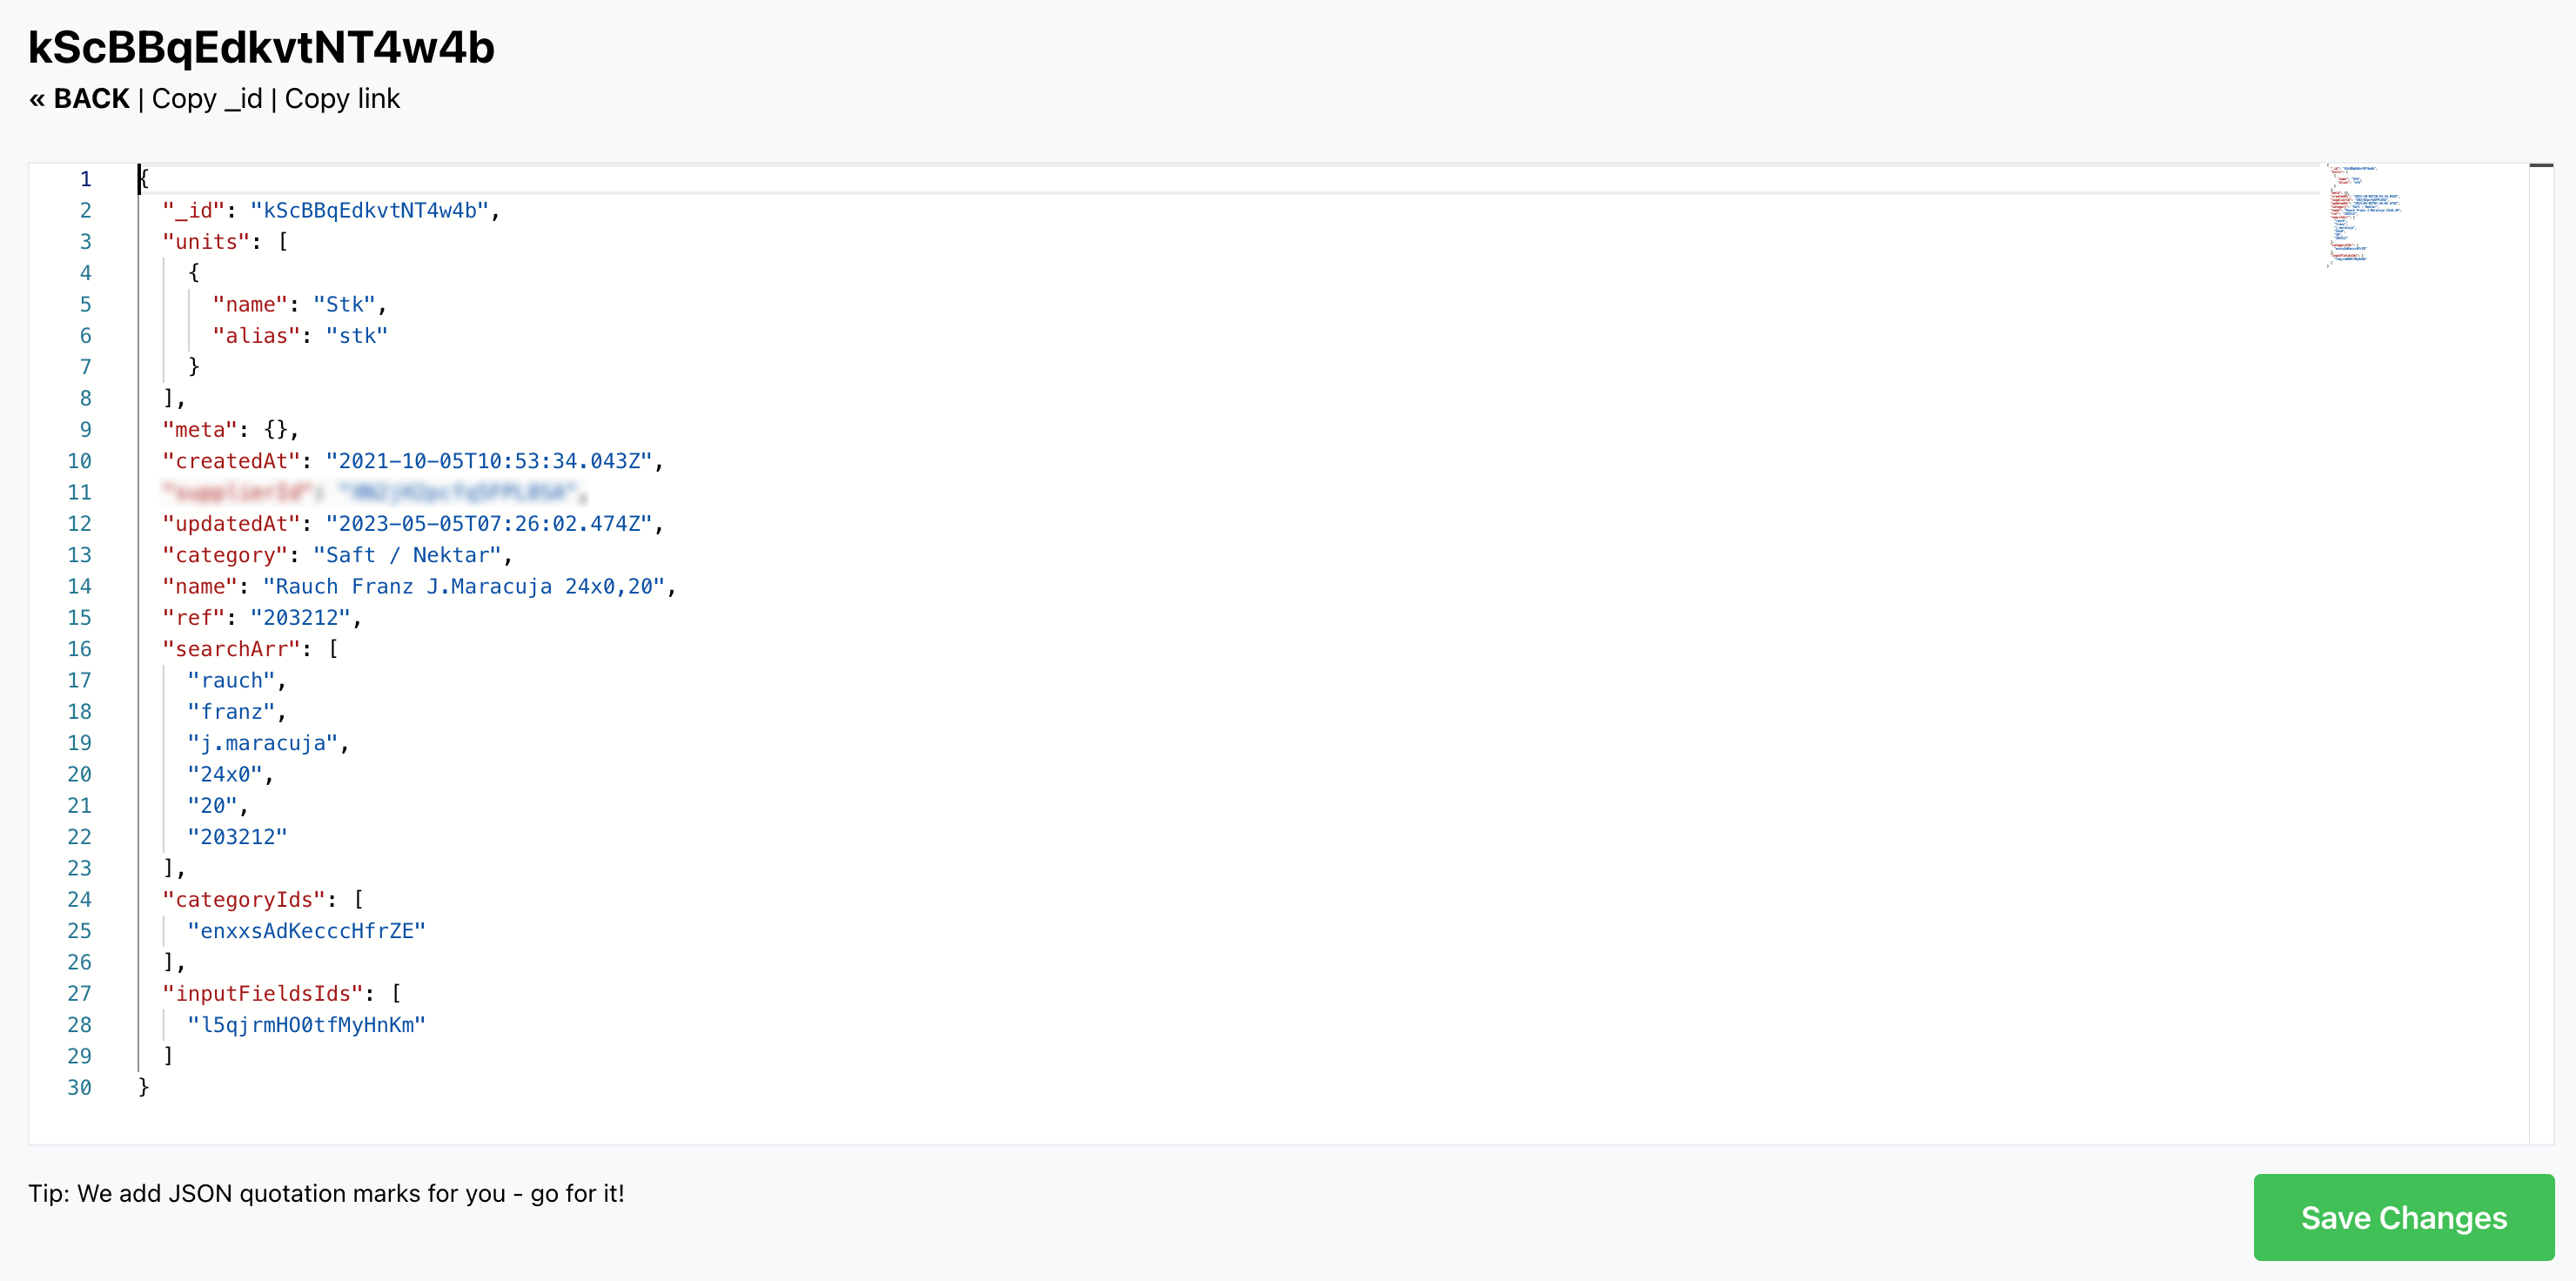 kScBBqEdkvtNT4w4b
« BACK | Copy _id | Copy link
1 {
2 "_id": "kScBBqEdkvtNT4w4b",
3 "units": [
4 {
5 "name": "Stk",
6 "alias": "stk"
7 }
8 ],
9 "meta": {},
10 "createdAt": "2021-10-05T10:53:34.043Z",
11 "supplierId":
12 "updatedAt": "2023-05-05T07:26:02.474Z",
13 "category": "Saft / Nektar",
14 "name": "Rauch Franz J.Maracuja 24x0,20",
15 "ref": "203212",
16 "searchArr": [
17 "rauch",
18 "franz",
19 "j.maracuja",
20 "24x0",
21 "20",
22 "203212"
23 ],
24 "categoryIds": [
25 "enxxsAdKecccHfrZE"
26 ],
27 "inputFieldsIds": [
28 "l5qjrmHO0tfMyHnKm"
29 ]
30 }
Tip: We add JSON quotation marks for you - go for it!
Save Changes